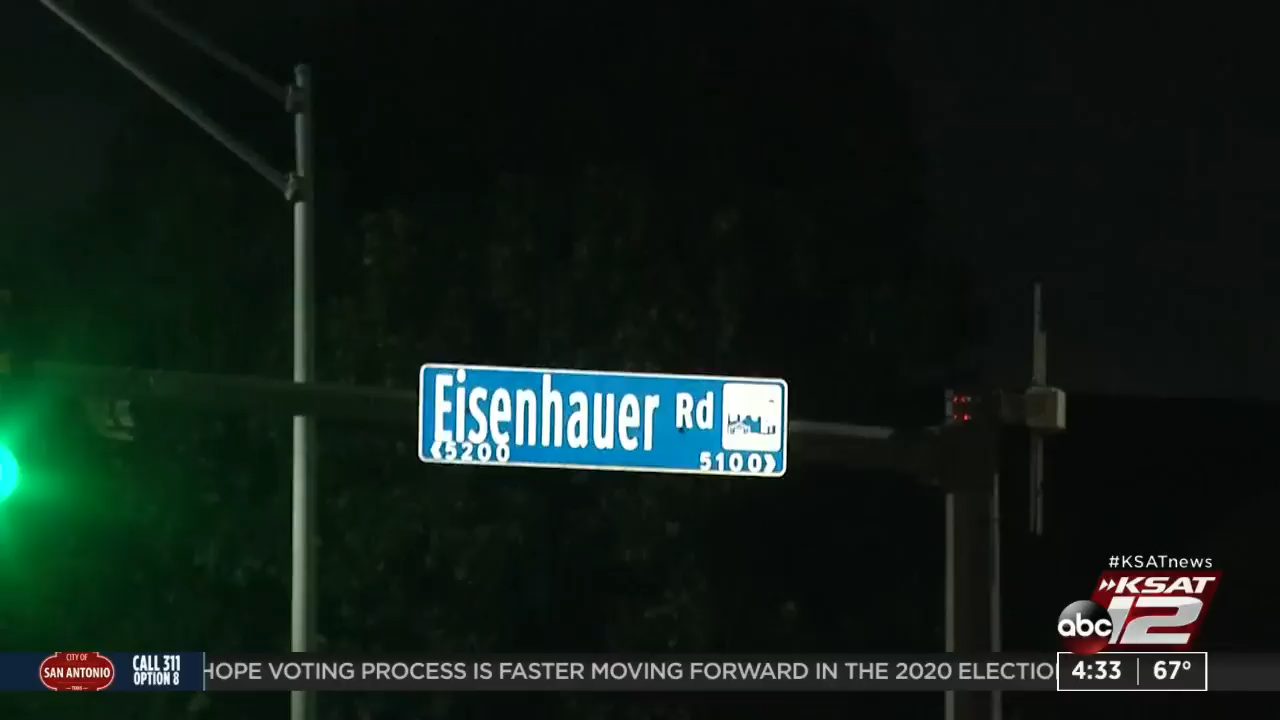 Eisenhauer Rd
5200
5100
#KSATnews
KSAT
abc 12
CITY OF
SAN ANTONIO
TEXAS
CALL 311
OPTION 8
HOPE VOTING PROCESS IS FASTER MOVING FORWARD IN THE 2020 ELECTIO
4:33 67°